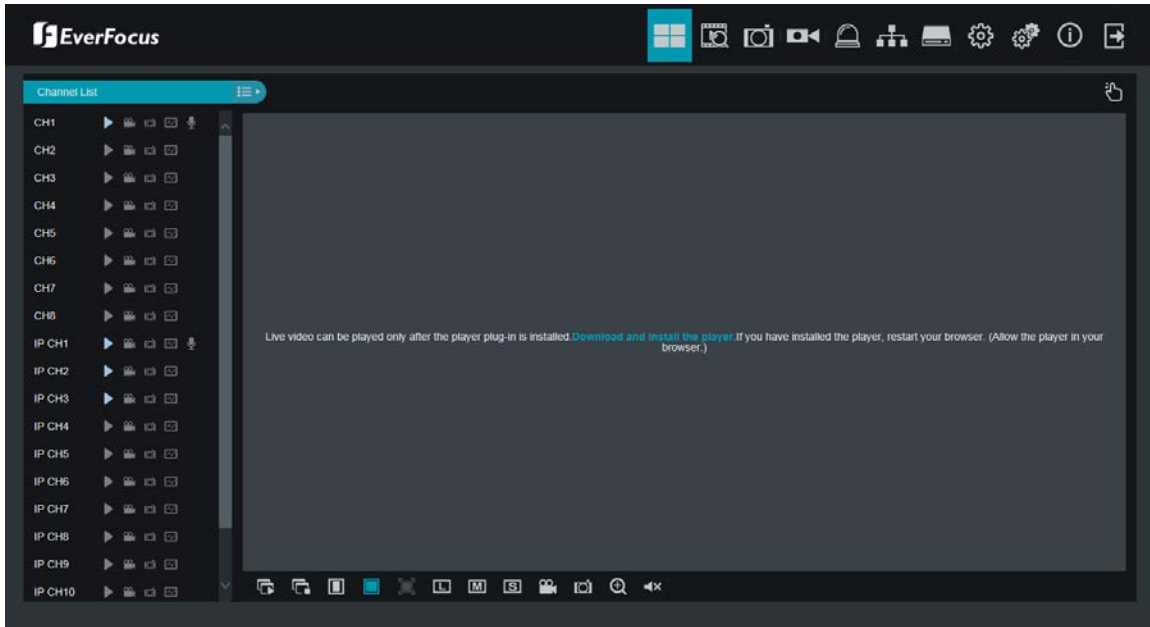 EverFocus
Channel List
CH1
CH2
CH3
CH4
CH5
CH6
CH7
CH8
IP CH1
IP CH2
IP CH3
IP CH4
IP CH5
IP CH6
IP CH7
IP CH8
IP CH9
IP CH10
Live video can be played only after the player plug-in is installed.Download and install the player.If you have installed the player, restart your browser. (Allow the player in your
browser.)
L M S